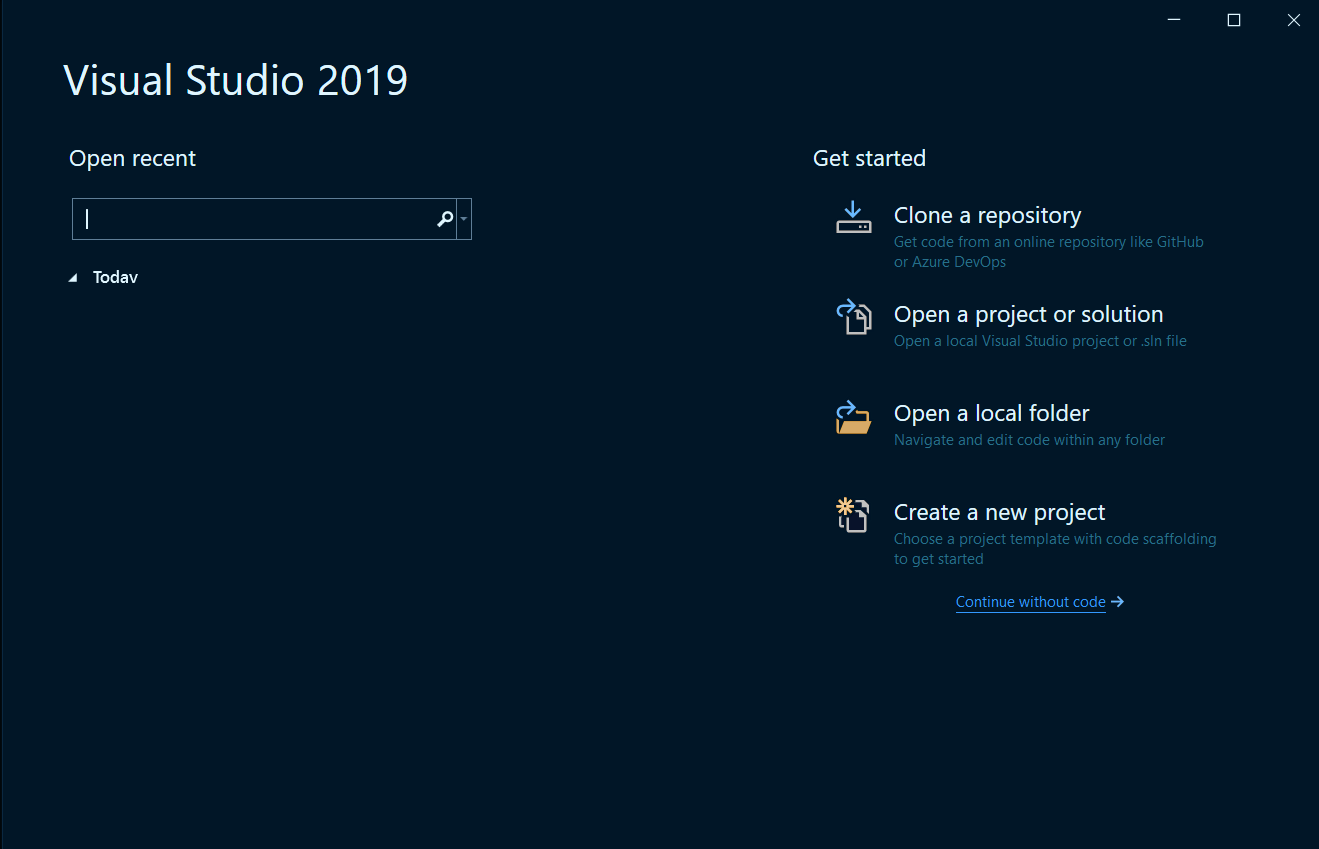 Visual Studio 2019
Open recent
Today
Get started
Clone a repository
Get code from an online repository like GitHub
or Azure DevOps
Open a project or solution
Open a local Visual Studio project or .sln file
Open a local folder
Navigate and edit code within any folder
Create a new project
Choose a project template with code scaffolding
to get started
Continue without code →